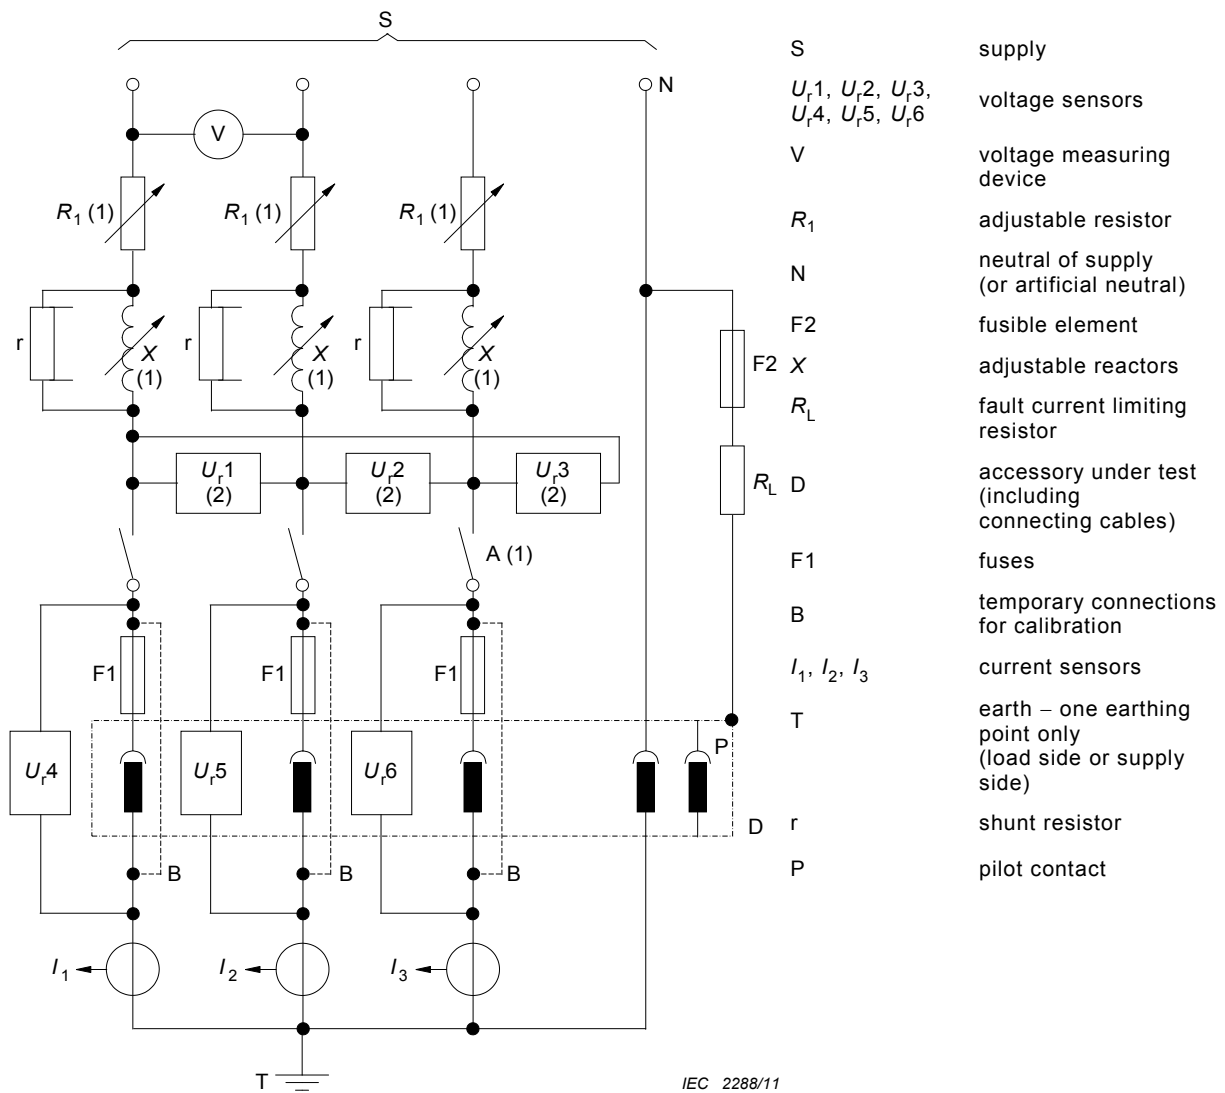 S
N
V
R1 (1)
R1 (1)
R1 (1)
r
X
(1)
r
X
(1)
r
X
(1)
F2
Ur1
(2)
Ur2
(2)
Ur3
(2)
RL
A (1)
F1
F1
F1
P
Ur4
Ur5
Ur6
D
B
B
B
I1
I2
I3
T
S supply
Ur1, Ur2, Ur3,
Ur4, Ur5, Ur6
voltage sensors
V voltage measuring
device
R1 adjustable resistor
N neutral of supply
(or artificial neutral)
F2 fusible element
X adjustable reactors
RL fault current limiting
resistor
D accessory under test
(including
connecting cables)
F1 fuses
B temporary connections
for calibration
I1, I2, I3 current sensors
T earth – one earthing
point only
(load side or supply
side)
r shunt resistor
P pilot contact
IEC 2288/11